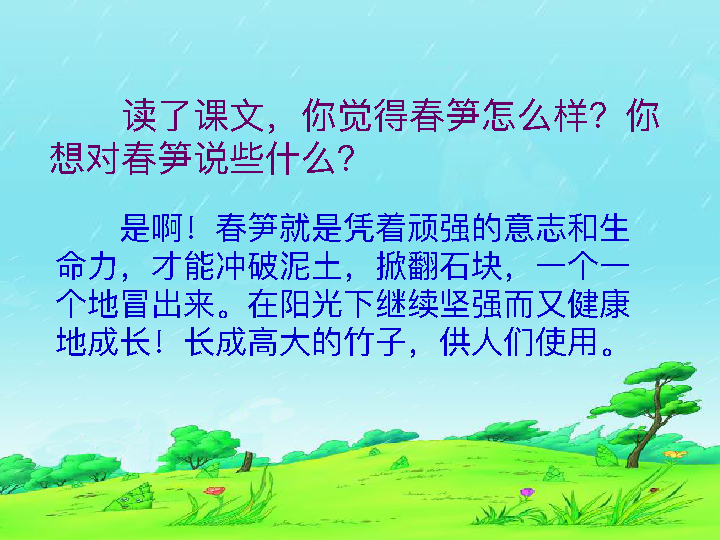 读了课文，你觉得春笋怎么样？你
想对春笋说些什么？
是啊！春笋就是凭着顽强的意志和生
命力，才能冲破泥土，掀翻石块，一个一
个地冒出来。在阳光下继续坚强而又健康
地成长！长成高大的竹子，供人们使用。